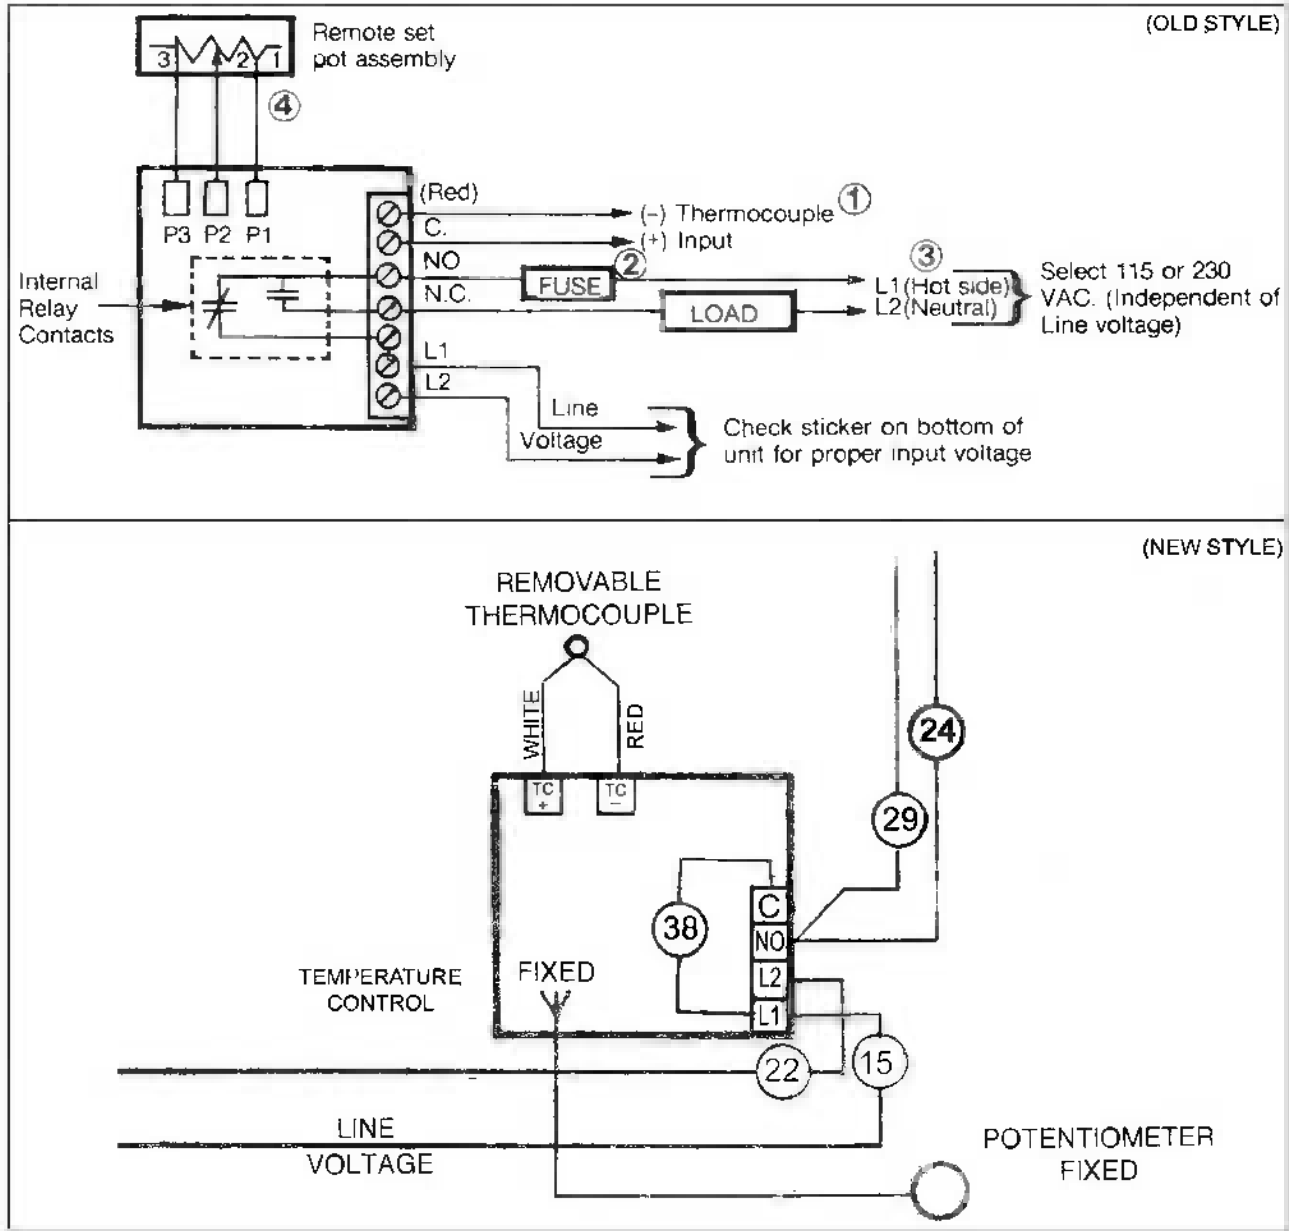 (OLD STYLE)
Remote set
pot assembly
3 2 1
4
P3 P2 P1
(Red)
C.
NO
N.C.
L1
L2
(–) Thermocouple 1
(+) Input
2
FUSE
LOAD
3
L1 (Hot side)
L2 (Neutral)
Select 115 or 230
VAC. (Independent of
Line voltage)
Internal
Relay
Contacts
Line
Voltage
Check sticker on bottom of
unit for proper input voltage
(NEW STYLE)
REMOVABLE
THERMOCOUPLE
WHITE
RED
TC
+
TC
–
24
29
38
C
NO
L2
L1
FIXED
TEMPERATURE
CONTROL
22
15
LINE
VOLTAGE
POTENTIOMETER
FIXED